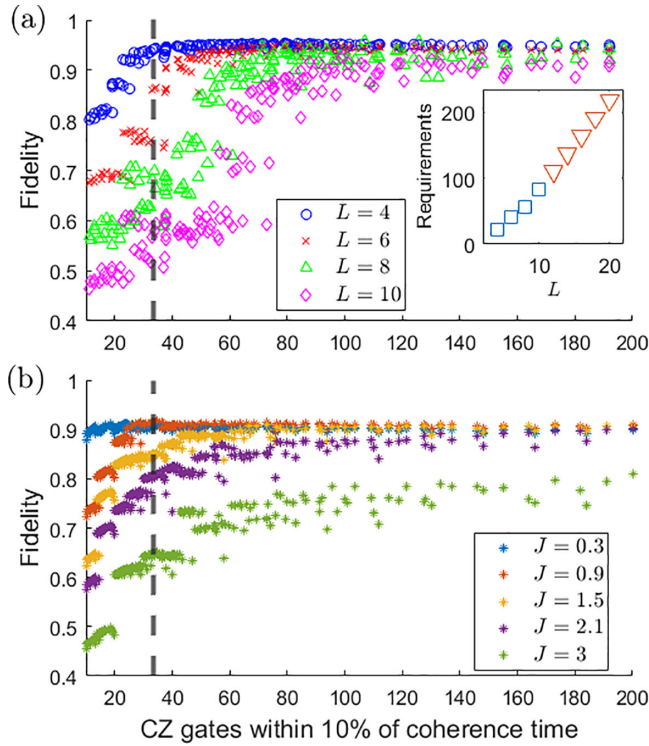 (a)
1
0.9
0.8
0.7
0.6
0.5
0.4
Fidelity
L = 4
L = 6
L = 8
L = 10
Requirements
200
100
0
0 10 20
L
20 40 60 80 100 120 140 160 180 200
(b)
1
0.9
0.8
0.7
0.6
0.5
0.4
Fidelity
J = 0.3
J = 0.9
J = 1.5
J = 2.1
J = 3
20 40 60 80 100 120 140 160 180 200
CZ gates within 10% of coherence time